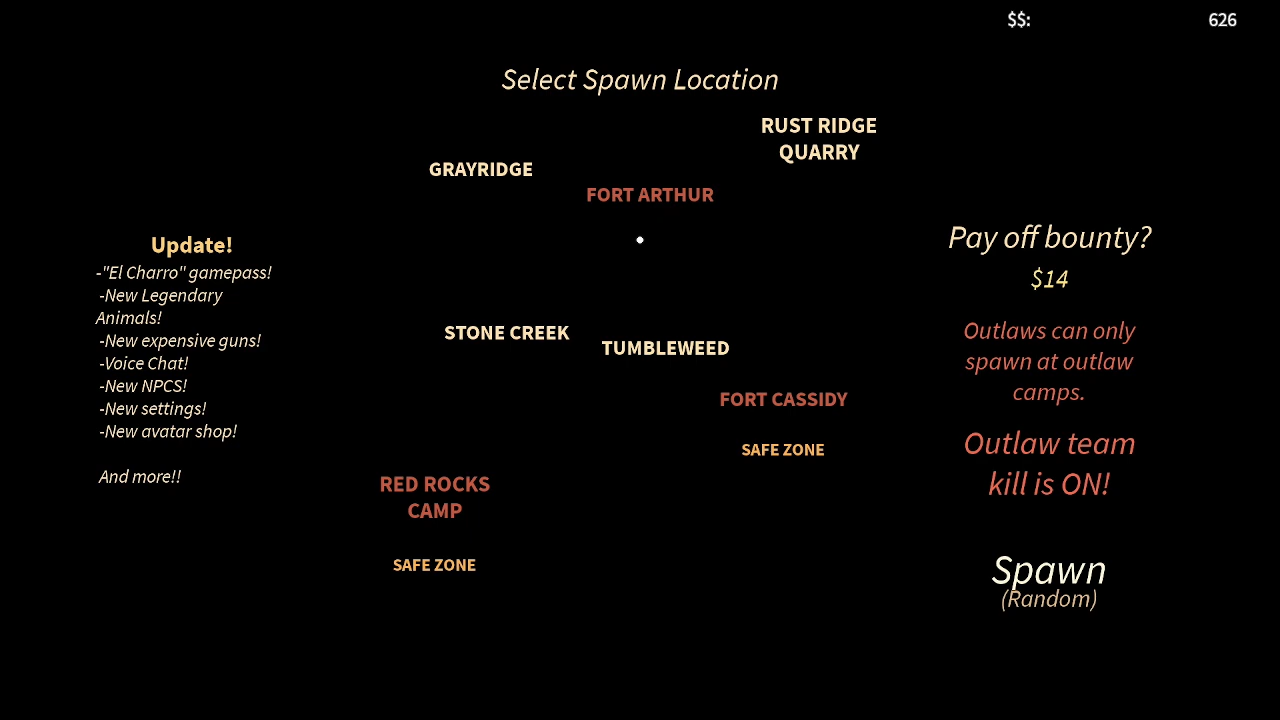 $$: 626
Select Spawn Location
RUST RIDGE
QUARRY
GRAYRIDGE
FORT ARTHUR
Update!
-"El Charro" gamepass!
-New Legendary
Animals!
-New expensive guns!
-Voice Chat!
-New NPCS!
-New settings!
-New avatar shop!
And more!!
STONE CREEK
TUMBLEWEED
FORT CASSIDY
SAFE ZONE
RED ROCKS
CAMP
SAFE ZONE
Pay off bounty?
$14
Outlaws can only
spawn at outlaw
camps.
Outlaw team
kill is ON!
Spawn
(Random)